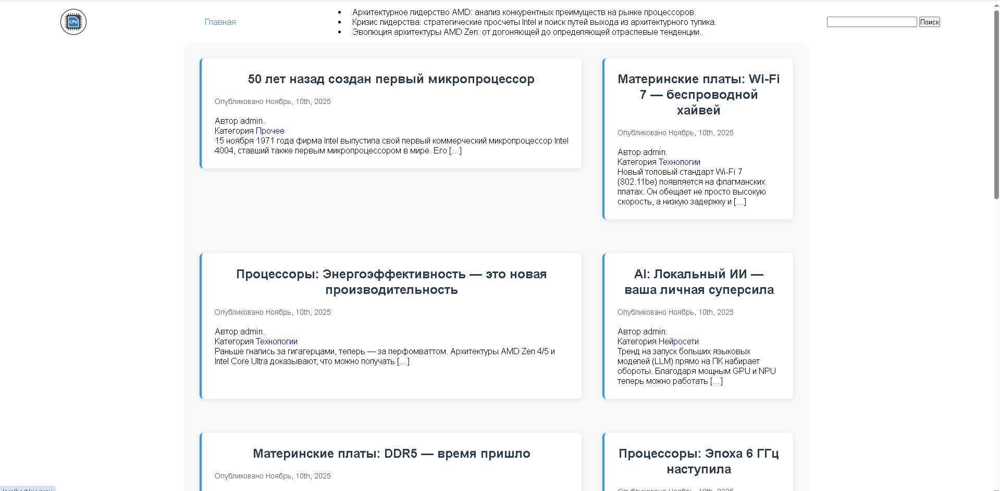 CPU
Главная
Архитектурное лидерство AMD: анализ конкурентных преимуществ на рынке процессоров.
Кризис лидерства: стратегические просчеты Intel и поиск путей выхода из архитектурного тупика.
Эволюция архитектуры AMD Zen: от догоняющей до определяющей отраслевые тенденции.
Поиск
50 лет назад создан первый микропроцессор
Опубликовано Ноябрь, 10th, 2025
Автор admin.
Категория Прочее
15 ноября 1971 года фирма Intel выпустила свой первый коммерческий микропроцессор Intel
4004, ставший также первым микропроцессором в мире. Его […]
Материнские платы: Wi-Fi
7 — беспроводной
хайвей
Опубликовано Ноябрь, 10th, 2025
Автор admin.
Категория Технологии
Новый топовый стандарт Wi-Fi 7
(802.11be) появляется на флагманских
платах. Он обещает не просто высокую
скорость, а низкую задержку и […]
Процессоры: Энергоэффективность — это новая
производительность
Опубликовано Ноябрь, 10th, 2025
Автор admin.
Категория Технологии
Раньше гнались за гигагерцами, теперь — за перфомваттом. Архитектуры AMD Zen 4/5 и
Intel Core Ultra доказывают, что можно получать […]
AI: Локальный ИИ —
ваша личная суперсила
Опубликовано Ноябрь, 10th, 2025
Автор admin.
Категория Нейросети
Тренд на запуск больших языковых
моделей (LLM) прямо на ПК набирает
обороты. Благодаря мощным GPU и NPU
теперь можно работать […]
Материнские платы: DDR5 — время пришло
Опубликовано Ноябрь, 10th, 2025
Процессоры: Эпоха 6 ГГц
наступила
Опубликовано Ноябрь, 10th, 2025